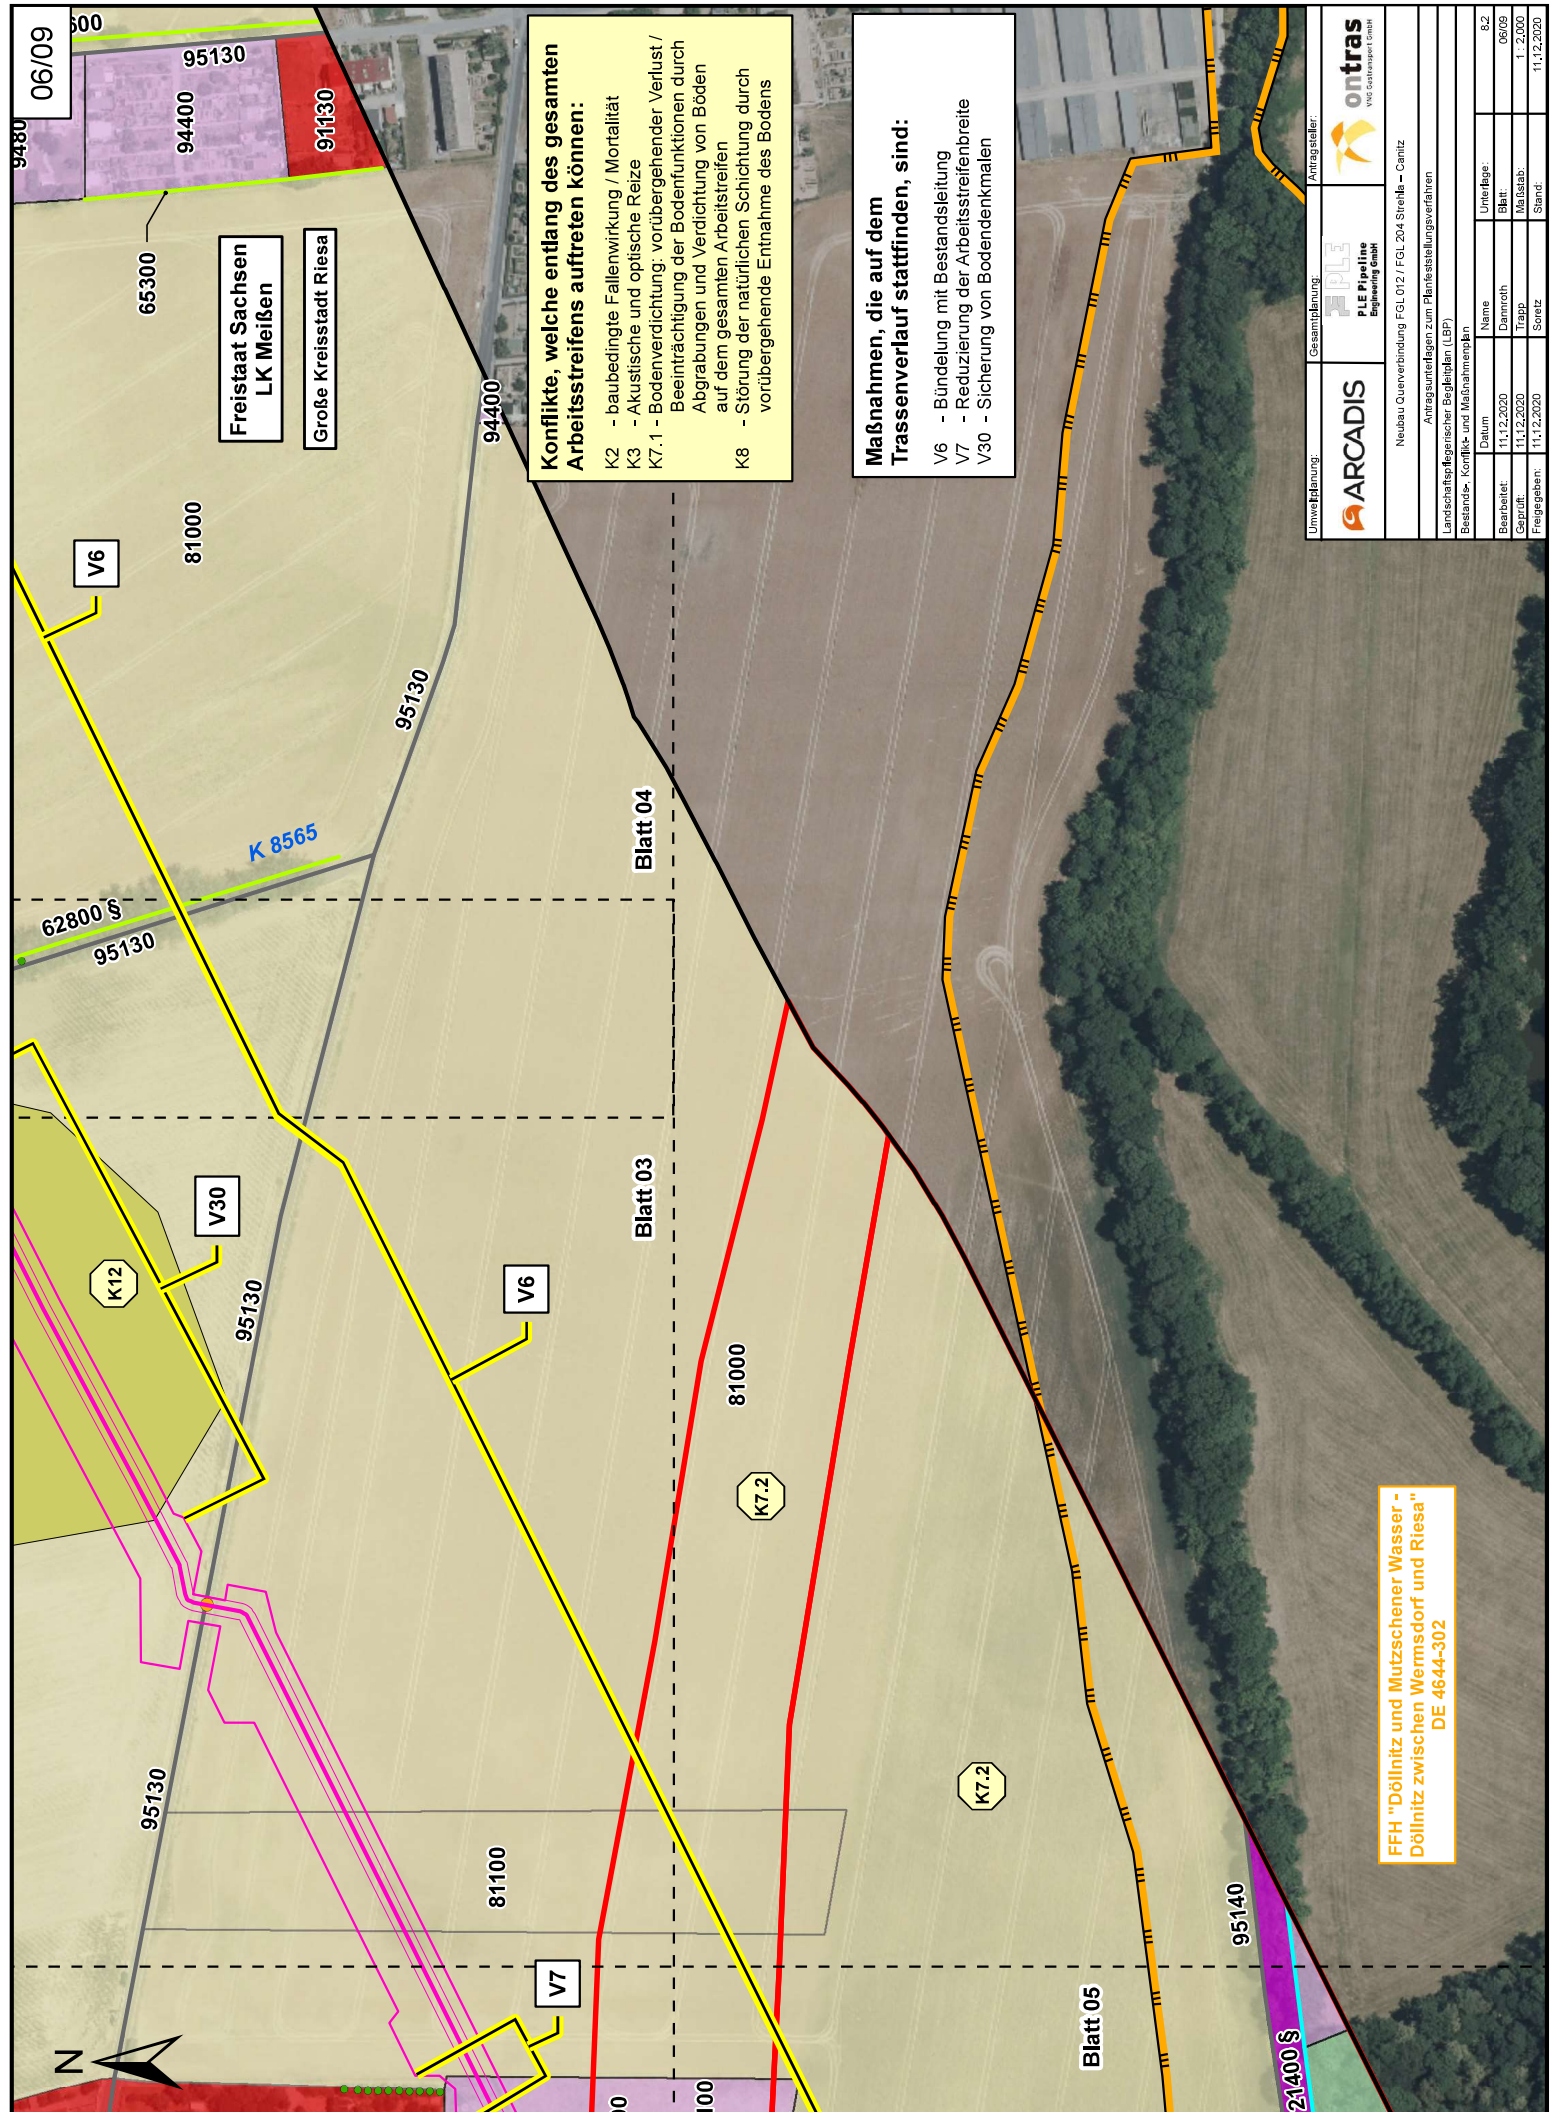 06/09
Freistaat Sachsen
LK Meißen
Große Kreisstadt Riesa
Konflikte, welche entlang des gesamten
Arbeitsstreifens auftreten können:
K2 - baubedingte Fallenwirkung / Mortalität
K3 - Akustische und optische Reize
K7.1 - Bodenverdichtung: vorübergehender Verlust /
Beeinträchtigung der Bodenfunktionen durch
Abgrabungen und Verdichtung von Böden
auf dem gesamten Arbeitstreifen
K8 - Störung der natürlichen Schichtung durch
vorübergehende Entnahme des Bodens
Maßnahmen, die auf dem
Trassenverlauf stattfinden, sind:
V6 - Bündelung mit Bestandsleitung
V7 - Reduzierung der Arbeitsstreifenbreite
V30 - Sicherung von Bodendenkmalen
Umweltplanung:
Gesamtplanung:
Antragsteller:
ARCADIS
PLE
PLE Pipeline
Engineering GmbH
ontras
VNG Gastransport GmbH
Neubau Querverbindung FGL 012 / FGL 204 Strehla – Canitz
Antragsunterlagen zum Planfeststellungsverfahren
Landschaftspflegerischer Begleitplan (LBP)
Bestands-, Konflikt- und Maßnahmenplan
Datum Name Unterlage: 8.2
Bearbeitet: 11.12.2020 Dannroth Blatt: 06/09
Geprüft: 11.12.2020 Trapp Maßstab: 1 : 2.000
Freigegeben: 11.12.2020 Soretz Stand: 11.12.2020
FFH "Döllnitz und Mutzschener Wasser -
Döllnitz zwischen Wermsdorf und Riesa"
DE 4644-302
N
9480
600
95130
94400
91130
65300
94400
81000
V6
95130
K 8565
62800 §
95130
Blatt 04
V30
K12
95130
Blatt 03
V6
81000
K7.2
K7.2
95130
81100
V7
95140
Blatt 05
21400 §
00
100